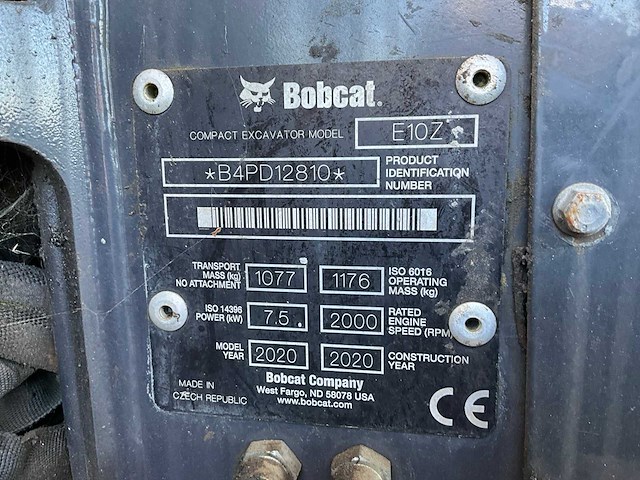 Bobcat.
COMPACT EXCAVATOR MODEL E10Z
*B4PD12810* PRODUCT IDENTIFICATION NUMBER
TRANSPORT MASS (kg) NO ATTACHMENT 1077 1176 ISO 6016 OPERATING MASS (kg)
ISO 14396 POWER (kW) 7.5 2000 RATED ENGINE SPEED (RPM)
MODEL YEAR 2020 2020 CONSTRUCTION YEAR
Bobcat Company
West Fargo, ND 58078 USA
www.bobcat.com
MADE IN
CZECH REPUBLIC
CE